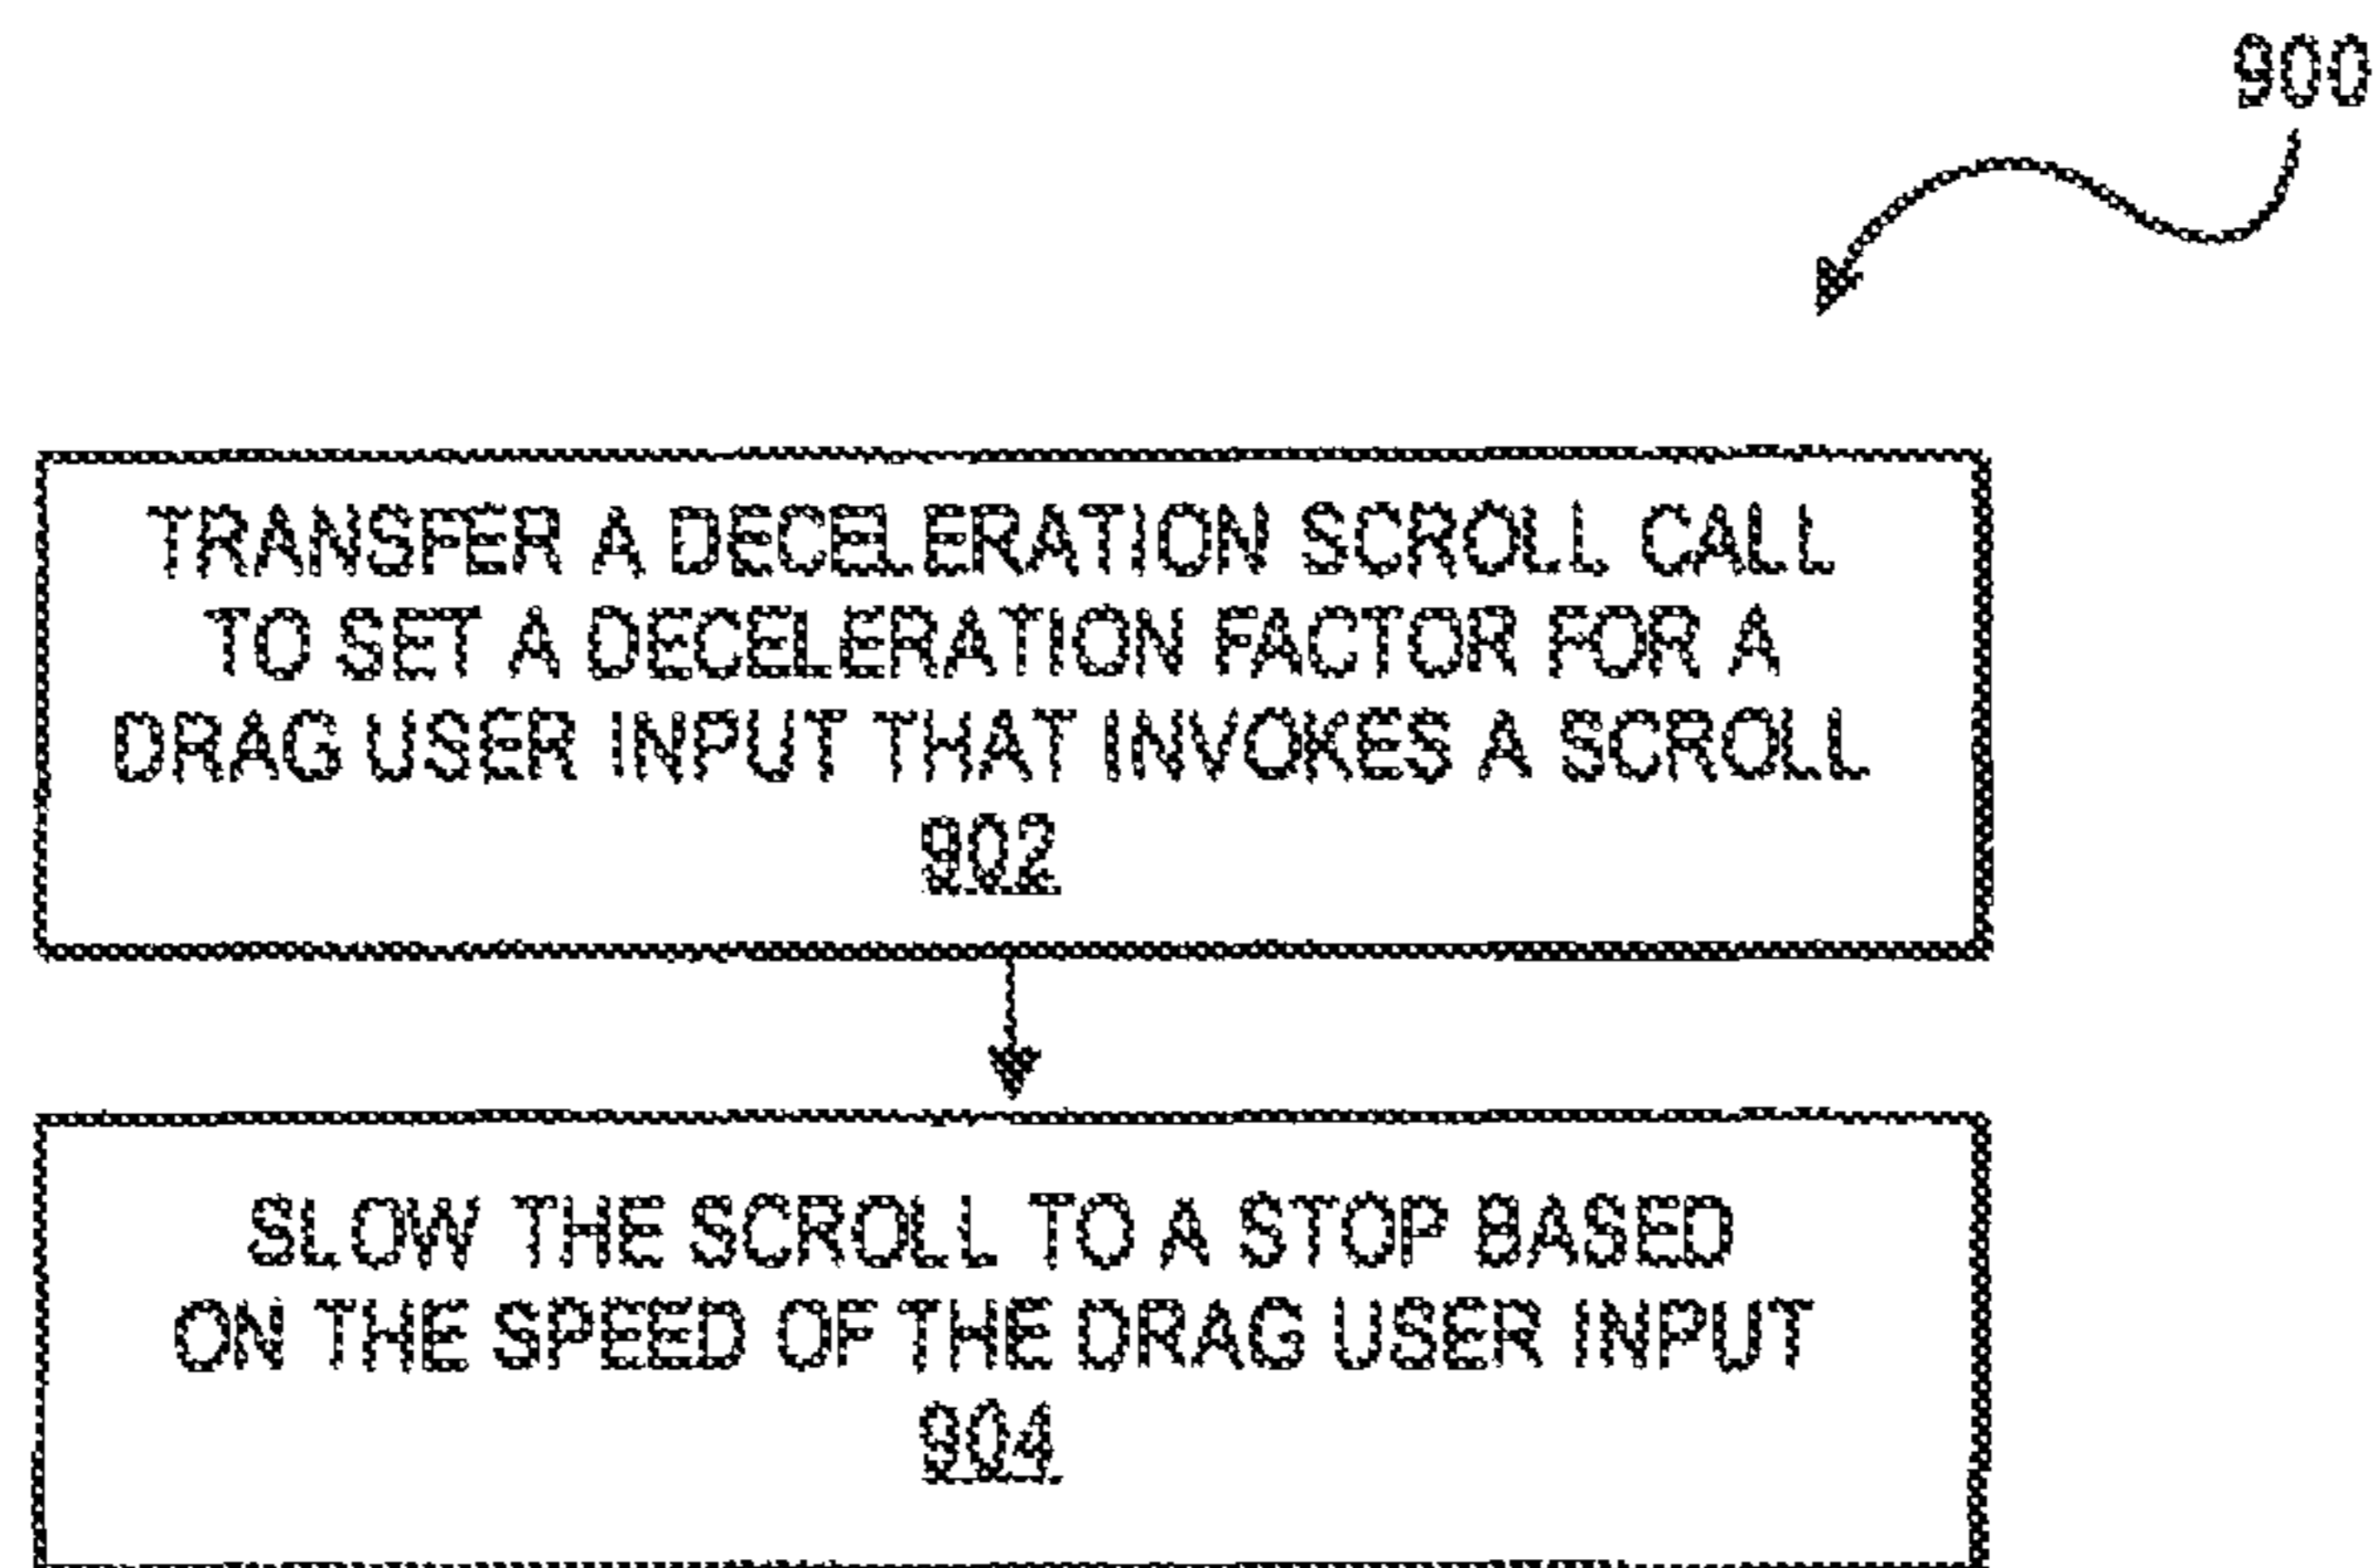 900
TRANSFER A DECELERATION SCROLL CALL
TO SET A DECELERATION FACTOR FOR A
DRAG USER INPUT THAT INVOKES A SCROLL
902
SLOW THE SCROLL TO A STOP BASED
ON THE SPEED OF THE DRAG USER INPUT
904